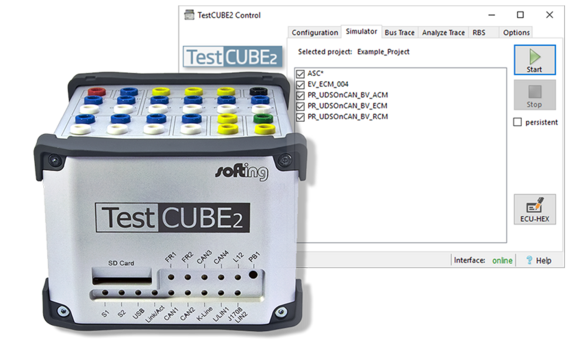 TestCUBE2 Control
Configuration Simulator Bus Trace Analyze Trace RBS Options
TestCUBE2
Selected project: Example_Project
ASC*
EV_ECM_004
PR_UDSOnCAN_BV_ACM
PR_UDSOnCAN_BV_ECM
PR_UDSOnCAN_BV_RCM
Start
Stop
persistent
ECU-HEX
Interface: online
? Help
softing
TestCUBE2
SD Card
FR1 FR2 CAN3 CAN4 L12 PB1
S1 S2 USB Link/Act CAN1 CAN2 K-Line L/LIN1 J1708 LIN2